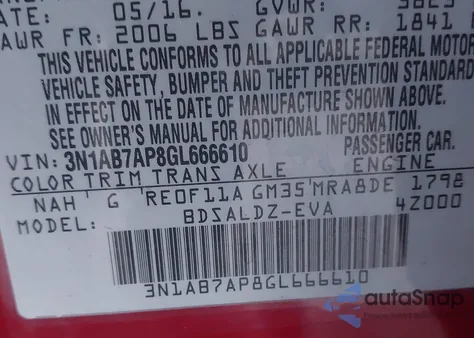 DATE: 05/16. GVWR: 3825
GAWR FR: 2006 LBS GAWR RR: 1841
THIS VEHICLE CONFORMS TO ALL APPLICABLE FEDERAL MOTOR
VEHICLE SAFETY, BUMPER AND THEFT PREVENTION STANDARD
IN EFFECT ON THE DATE OF MANUFACTURE SHOWN ABOVE.
SEE OWNER'S MANUAL FOR ADDITIONAL INFORMATION.
VIN: 3N1AB7AP8GL666610 PASSENGER CAR.
COLOR TRIM TRANS AXLE ENGINE
NAH G RE0F11A GM35 MRA8DE 1798
MODEL: BDSALDZ-EVA 4Z000
3N1AB7AP8GL666610
autoSnap